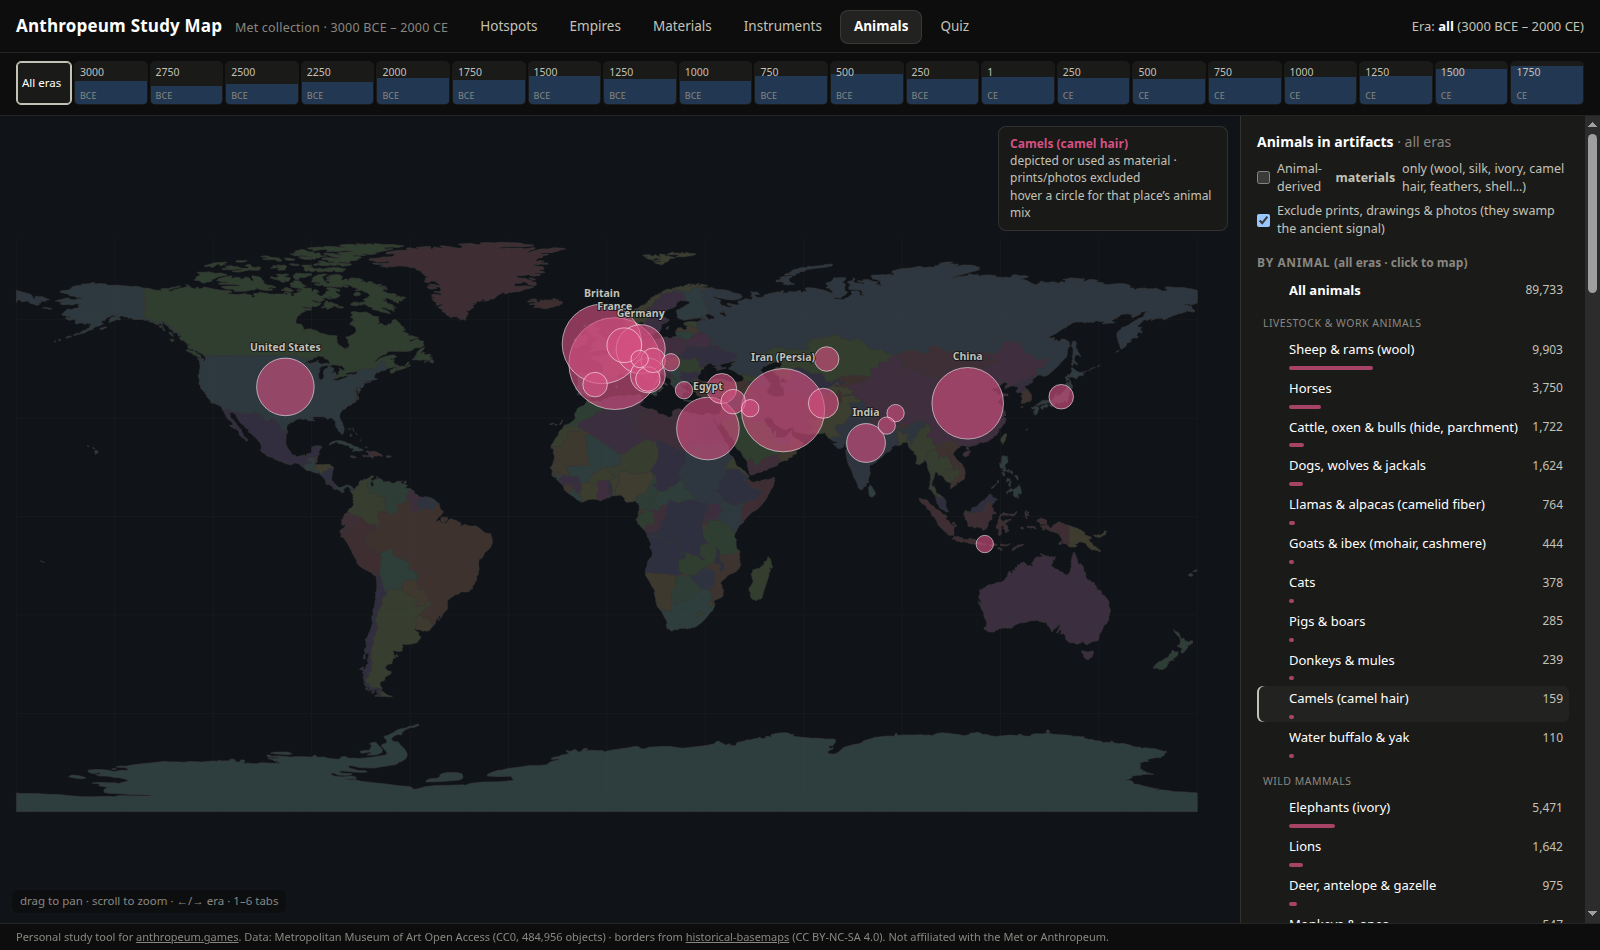 Anthropeum Study Map Met collection · 3000 BCE – 2000 CE Hotspots Empires Materials Instruments Animals Quiz Era: all (3000 BCE – 2000 CE)
All eras 3000 2750 2500 2250 2000 1750 1500 1250 1000 750 500 250 1 250 500 750 1000 1250 1500 1750
BCE BCE BCE BCE BCE BCE BCE BCE BCE BCE BCE BCE CE CE CE CE CE CE CE CE
Camels (camel hair)
depicted or used as material ·
prints/photos excluded
hover a circle for that place's animal
mix
Britain
France
Germany
United States
Iran (Persia)
China
Egypt
India
drag to pan · scroll to zoom · ←/→ era · 1–6 tabs
Animals in artifacts · all eras
Animal-derived materials only (wool, silk, ivory, camel hair, feathers, shell...)
Exclude prints, drawings & photos (they swamp
the ancient signal)
BY ANIMAL (all eras · click to map)
All animals 89,733
LIVESTOCK & WORK ANIMALS
Sheep & rams (wool) 9,903
Horses 3,750
Cattle, oxen & bulls (hide, parchment) 1,722
Dogs, wolves & jackals 1,624
Llamas & alpacas (camelid fiber) 764
Goats & ibex (mohair, cashmere) 444
Cats 378
Pigs & boars 285
Donkeys & mules 239
Camels (camel hair) 159
Water buffalo & yak 110
WILD MAMMALS
Elephants (ivory) 5,471
Lions 1,642
Deer, antelope & gazelle 975
Personal study tool for anthropeum.games. Data: Metropolitan Museum of Art Open Access (CC0, 484,956 objects) · borders from historical-basemaps (CC BY-NC-SA 4.0). Not affiliated with the Met or Anthropeum.